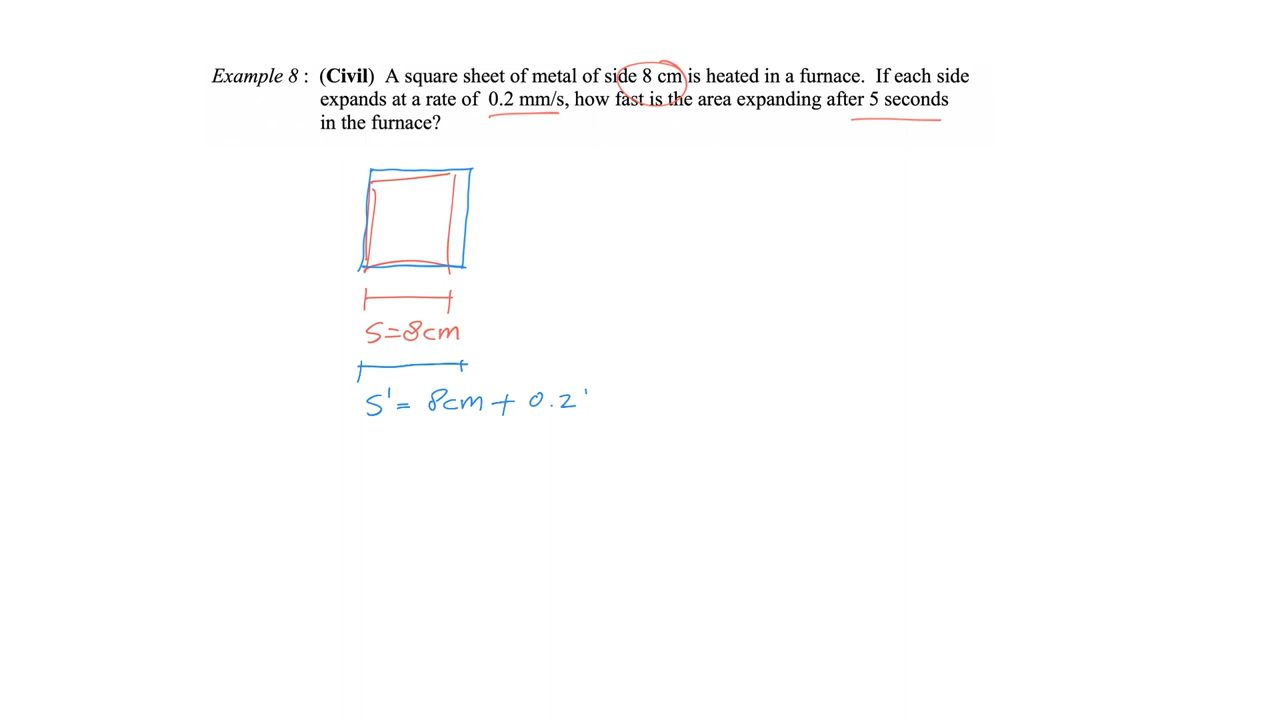 Example 8 : (Civil) A square sheet of metal of side 8 cm is heated in a furnace. If each side
expands at a rate of 0.2 mm/s, how fast is the area expanding after 5 seconds
in the furnace?
S=8cm
S'= 8cm + 0.2'